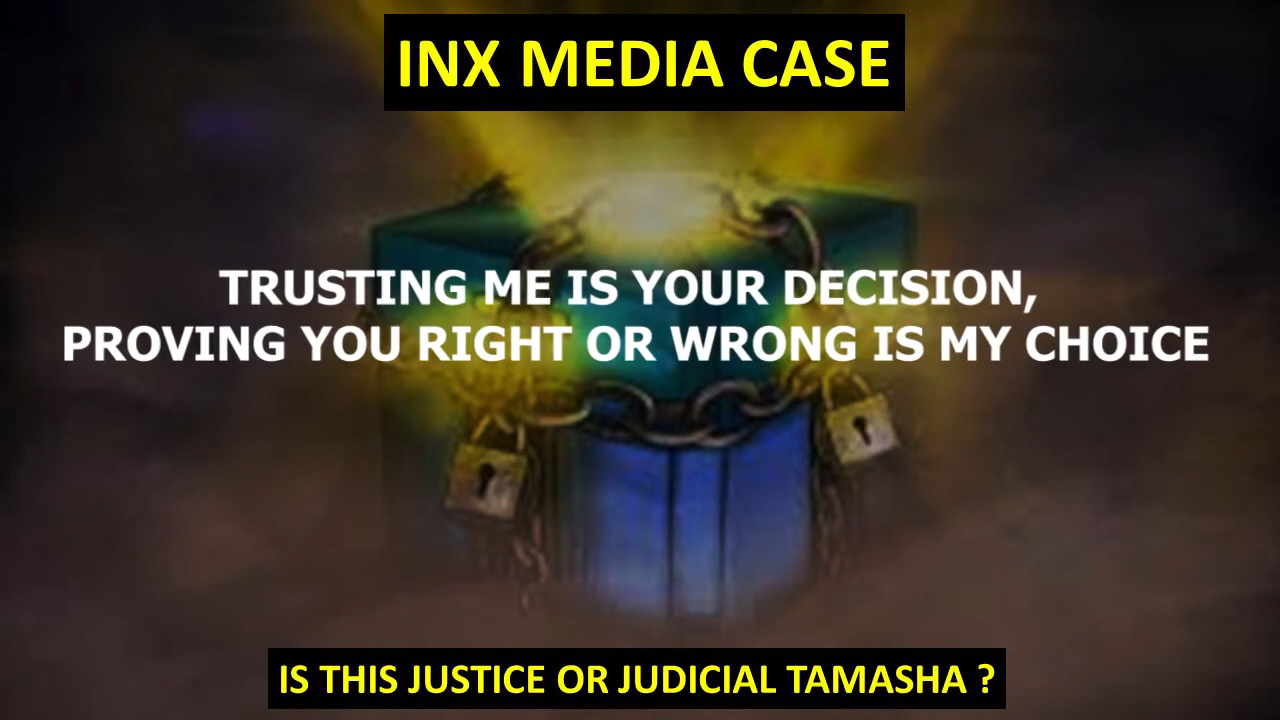 INX MEDIA CASE
TRUSTING ME IS YOUR DECISION,
PROVING YOU RIGHT OR WRONG IS MY CHOICE
IS THIS JUSTICE OR JUDICIAL TAMASHA ?